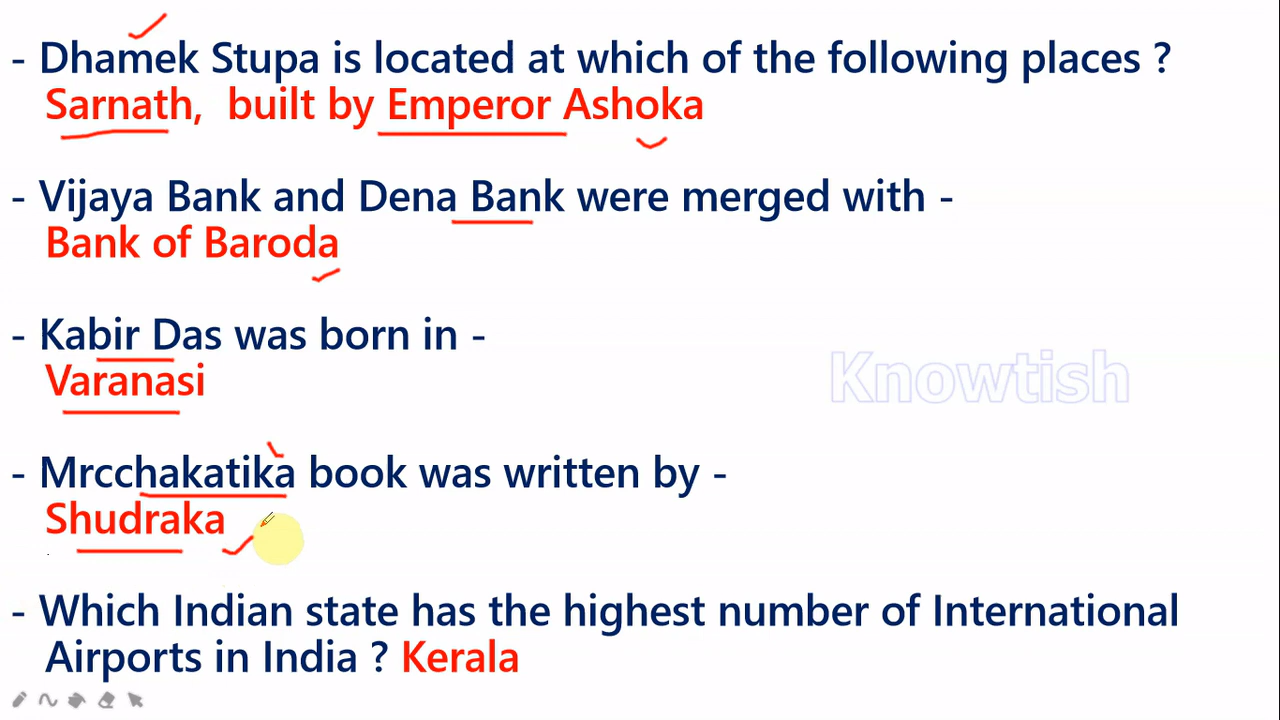 - Dhamek Stupa is located at which of the following places ?
Sarnath, built by Emperor Ashoka
- Vijaya Bank and Dena Bank were merged with -
Bank of Baroda
- Kabir Das was born in -
Varanasi
Knowtish
- Mrcchakatika book was written by -
Shudraka
- Which Indian state has the highest number of International
Airports in India ? Kerala